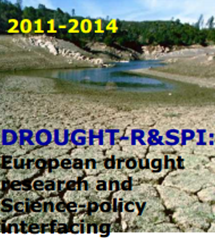 2011-2014
DROUGHT-R&SPI:
European drought
research and
Science-policy
interfacing